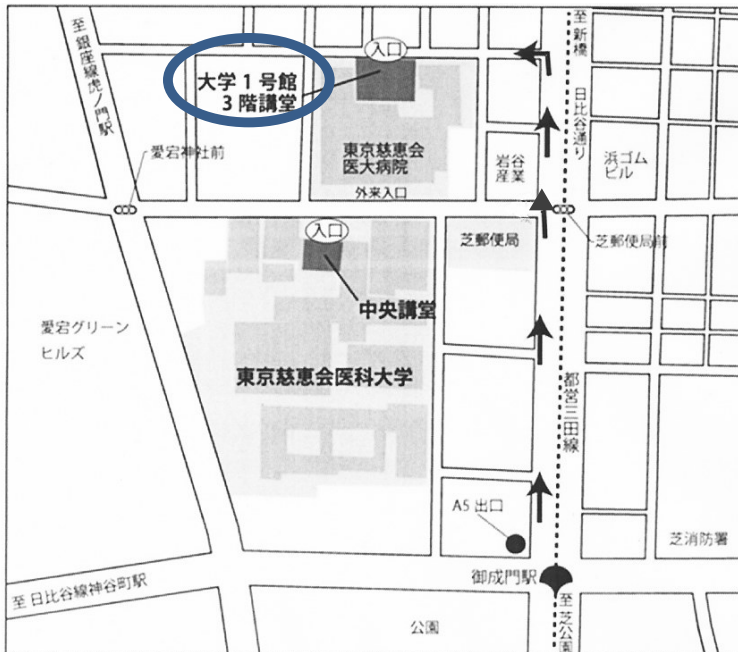 至 銀座線虎ノ門駅
入口
至 新橋
大学 1 号館
3 階講堂
日比谷通り
愛宕神社前
東京慈恵会
医大病院
岩谷
産業
浜ゴム
ビル
外来入口
入口
芝郵便局
芝郵便局前
中央講堂
愛宕グリーン
ヒルズ
東京慈恵会医科大学
都営三田線
A5 出口
芝消防署
御成門駅
至 日比谷線神谷町駅
至 芝公園
公園